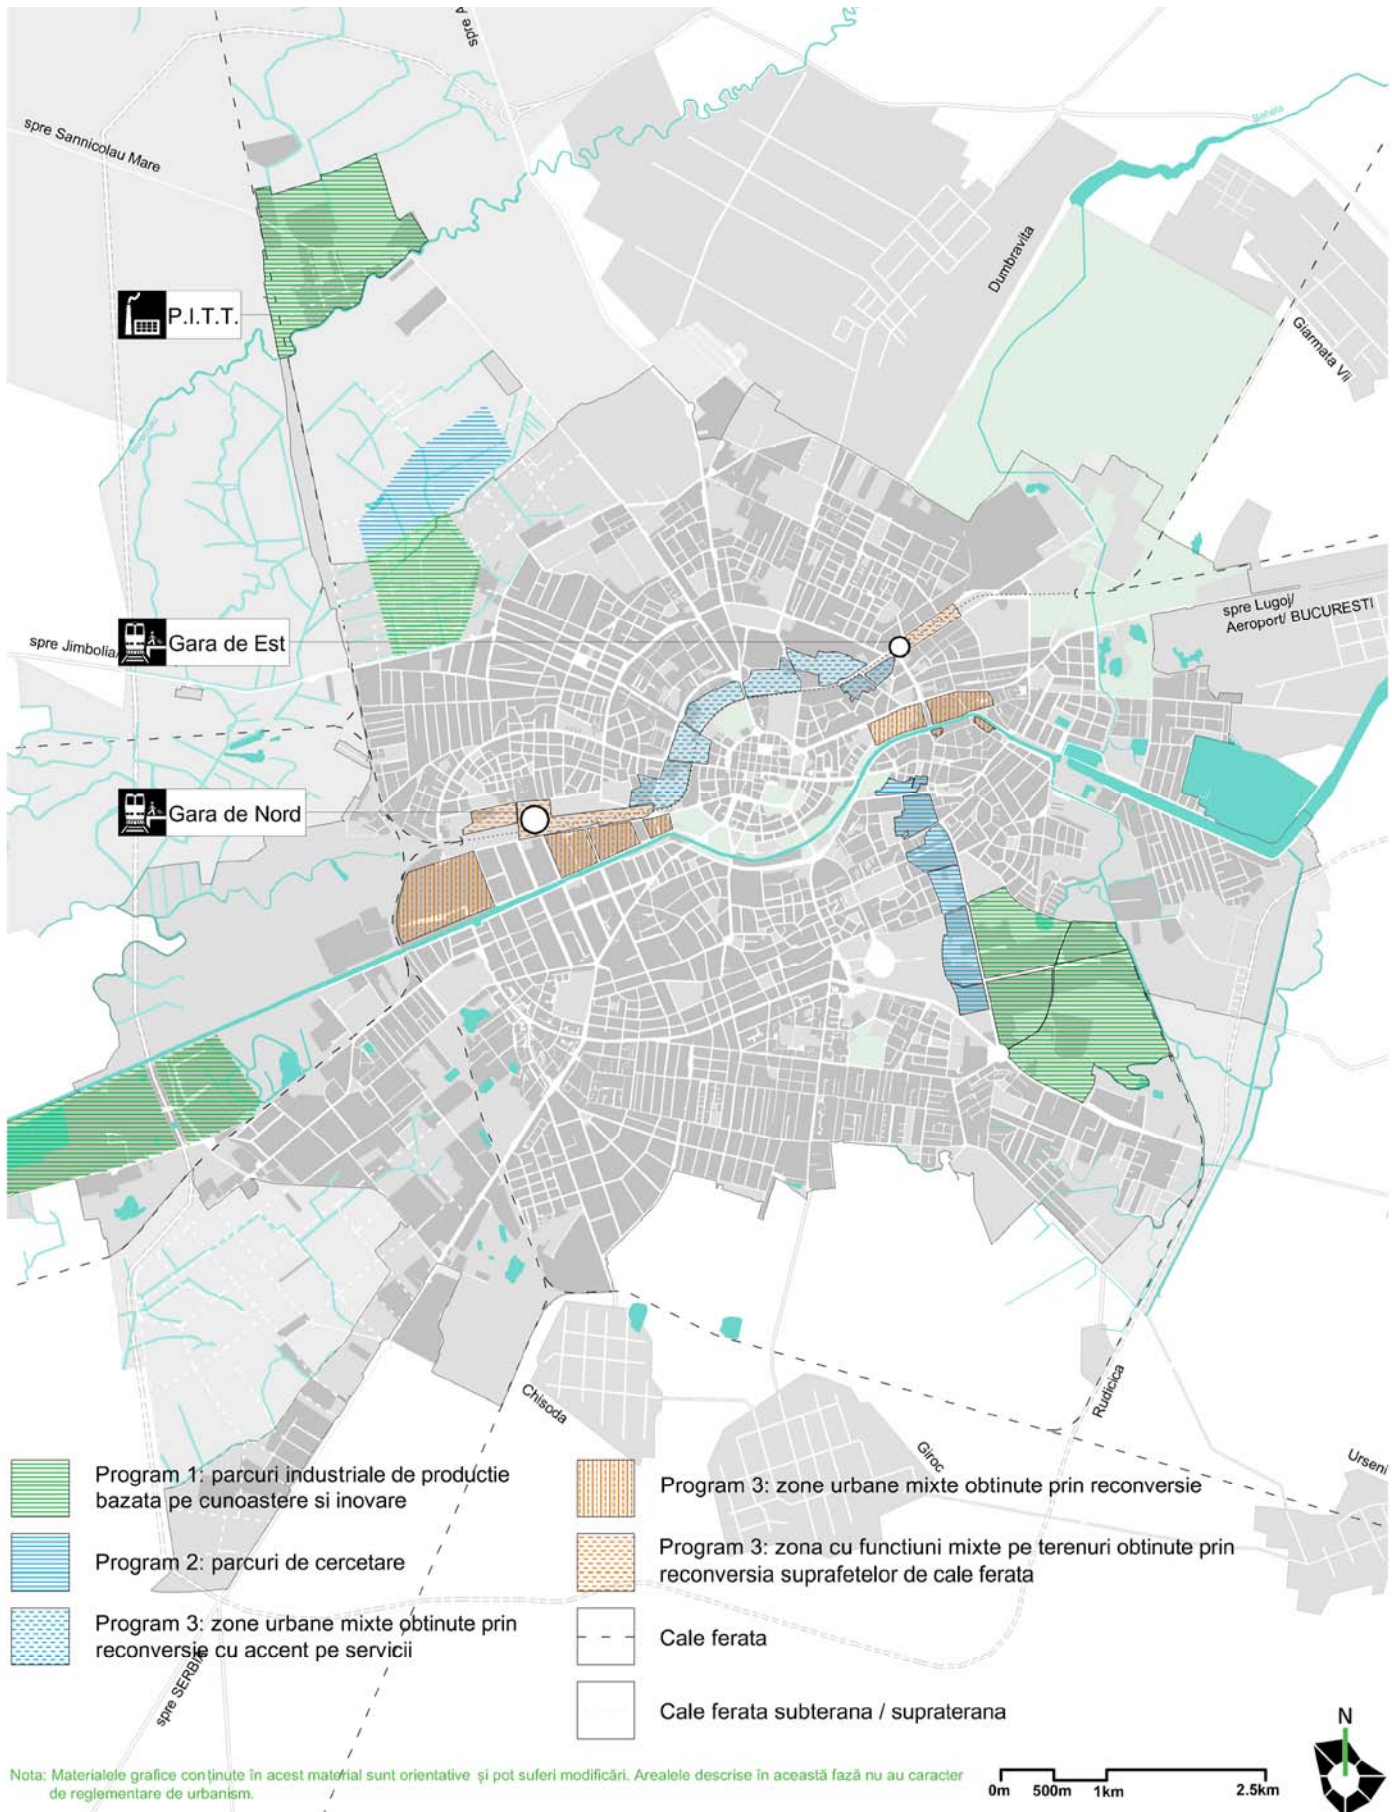 spre A
spre Sannicolau Mare
Behela
Dumbravita
Giarmata Vii
P.I.T.T.
spre Lugoj/
Aeroport/ BUCURESTI
Gara de Est
spre Jimbolia/
Gara de Nord
Chisoda
Giroc
Rudicica
Urseni
spre SERBIA
Program 1: parcuri industriale de productie
bazata pe cunoastere si inovare
Program 2: parcuri de cercetare
Program 3: zone urbane mixte obtinute prin
reconversie cu accent pe servicii
Program 3: zone urbane mixte obtinute prin reconversie
Program 3: zona cu functiuni mixte pe terenuri obtinute prin
reconversia suprafetelor de cale ferata
Cale ferata
Cale ferata subterana / supraterana
N
Nota: Materialele grafice conținute în acest material sunt orientative și pot suferi modificări. Arealele descrise în această fază nu au caracter
de reglementare de urbanism.
0m 500m 1km 2.5km